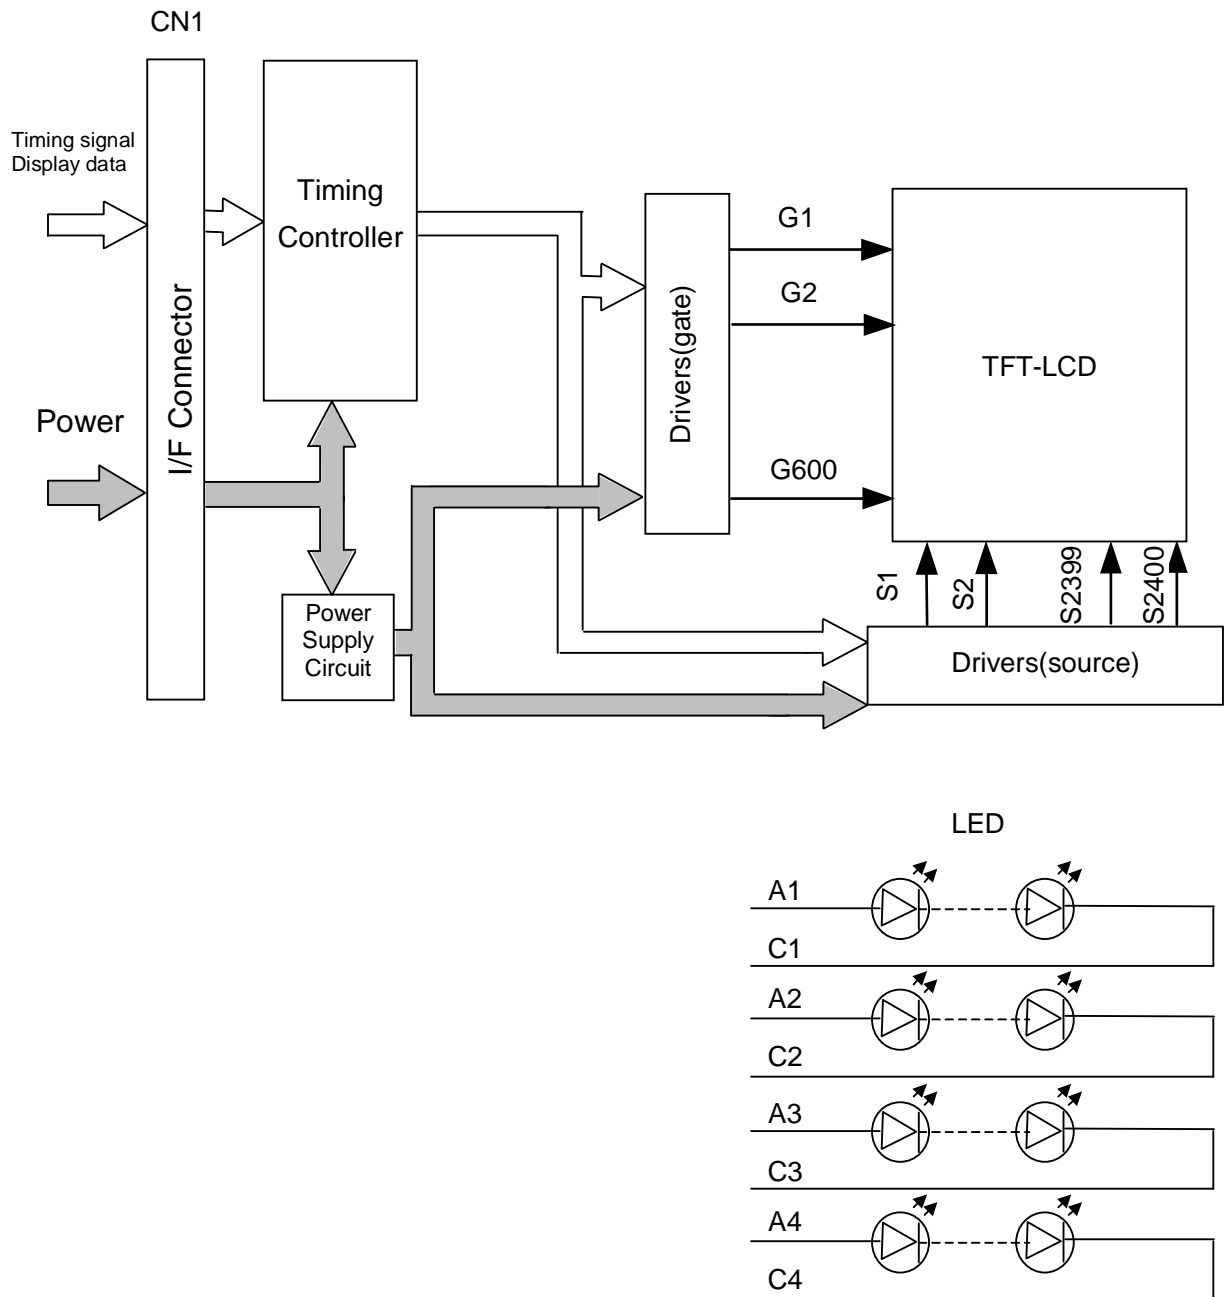 CN1
Timing signal
Display data
Power
I/F Connector
Timing
Controller
Power
Supply
Circuit
Drivers(gate)
G1
G2
G600
TFT-LCD
S1
S2
S2399
S2400
Drivers(source)
LED
A1
C1
A2
C2
A3
C3
A4
C4